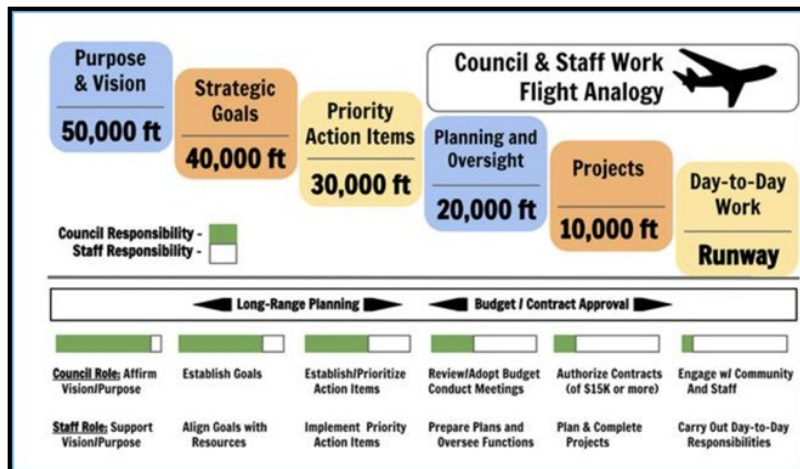 Purpose
& Vision
50,000 ft
Strategic
Goals
40,000 ft
Priority
Action Items
30,000 ft
Council & Staff Work
Flight Analogy
Planning and
Oversight
20,000 ft
Projects
10,000 ft
Day-to-Day
Work
Runway
Council Responsibility -
Staff Responsibility -
Long-Range Planning
Budget / Contract Approval
Council Role: Affirm
Vision/Purpose
Establish Goals
Establish/Prioritize
Action Items
Review/Adopt Budget
Conduct Meetings
Authorize Contracts
(of $15K or more)
Engage w/ Community
And Staff
Staff Role: Support
Vision/Purpose
Align Goals with
Resources
Implement Priority
Action Items
Prepare Plans and
Oversee Functions
Plan & Complete
Projects
Carry Out Day-to-Day
Responsibilities